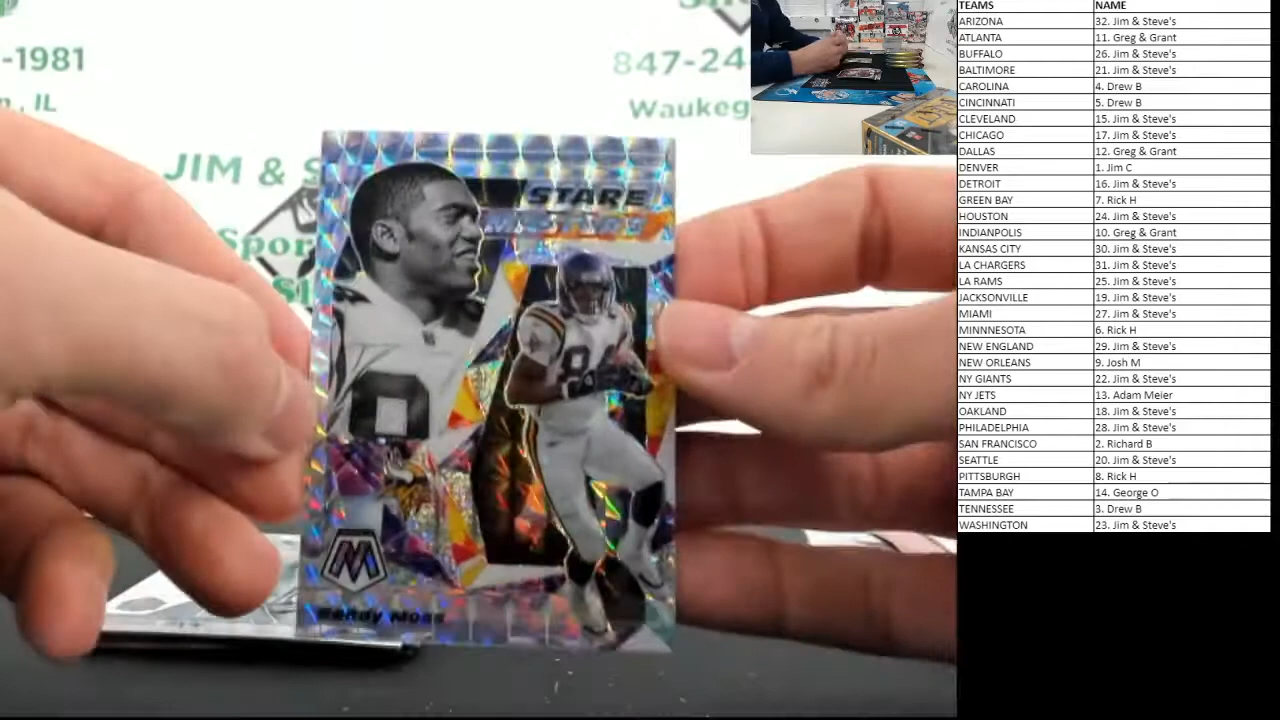 -1981
n , IL
847-24
Waukeg
JIM & S
Spor
STARE
MASTERS
84
8
M
Randy Moss
TEAMS NAME
ARIZONA 32. Jim & Steve's
ATLANTA 11. Greg & Grant
BUFFALO 26. Jim & Steve's
BALTIMORE 21. Jim & Steve's
CAROLINA 4. Drew B
CINCINNATI 5. Drew B
CLEVELAND 15. Jim & Steve's
CHICAGO 17. Jim & Steve's
DALLAS 12. Greg & Grant
DENVER 1. Jim C
DETROIT 16. Jim & Steve's
GREEN BAY 7. Rick H
HOUSTON 24. Jim & Steve's
INDIANPOLIS 10. Greg & Grant
KANSAS CITY 30. Jim & Steve's
LA CHARGERS 31. Jim & Steve's
LA RAMS 25. Jim & Steve's
JACKSONVILLE 19. Jim & Steve's
MIAMI 27. Jim & Steve's
MINNNESOTA 6. Rick H
NEW ENGLAND 29. Jim & Steve's
NEW ORLEANS 9. Josh M
NY GIANTS 22. Jim & Steve's
NY JETS 13. Adam Meier
OAKLAND 18. Jim & Steve's
PHILADELPHIA 28. Jim & Steve's
SAN FRANCISCO 2. Richard B
SEATTLE 20. Jim & Steve's
PITTSBURGH 8. Rick H
TAMPA BAY 14. George O
TENNESSEE 3. Drew B
WASHINGTON 23. Jim & Steve's